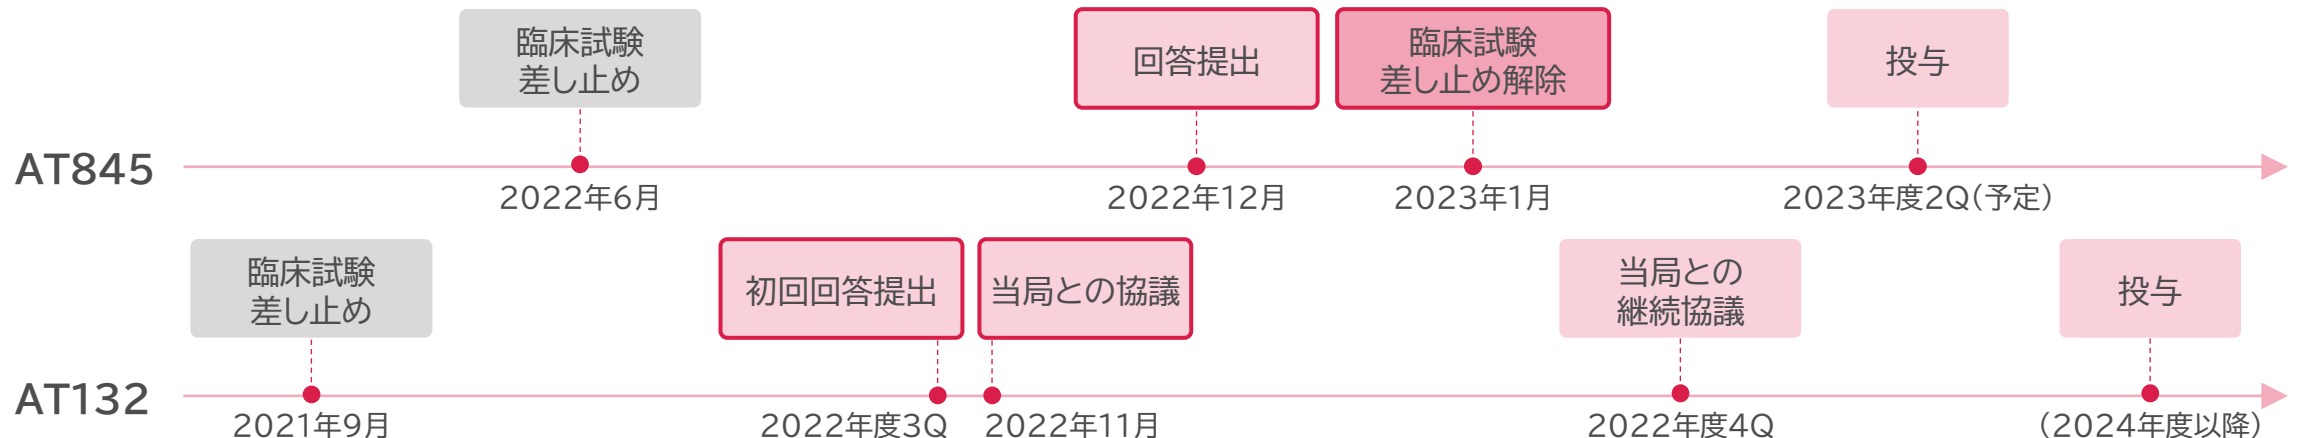 臨床試験
差し止め
回答提出
臨床試験
差し止め解除
投与
AT845
2022年6月
2022年12月
2023年1月
2023年度2Q(予定)
臨床試験
差し止め
初回回答提出
当局との協議
当局との
継続協議
投与
AT132
2021年9月
2022年度3Q
2022年11月
2022年度4Q
(2024年度以降)